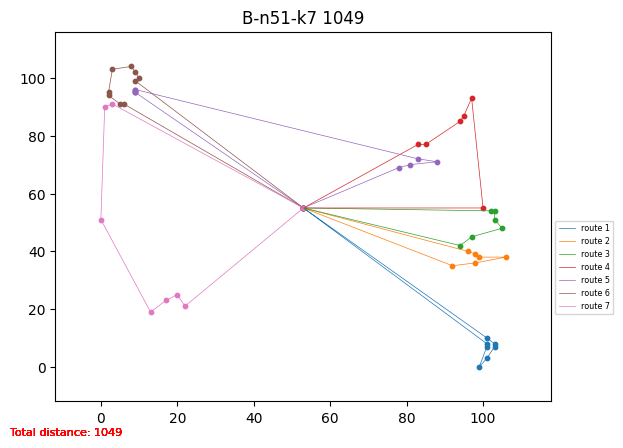 B-n51-k7 1049
100
80
60
40
20
0
0 20 40 60 80 100
route 1
route 2
route 3
route 4
route 5
route 6
route 7
Total distance: 1049